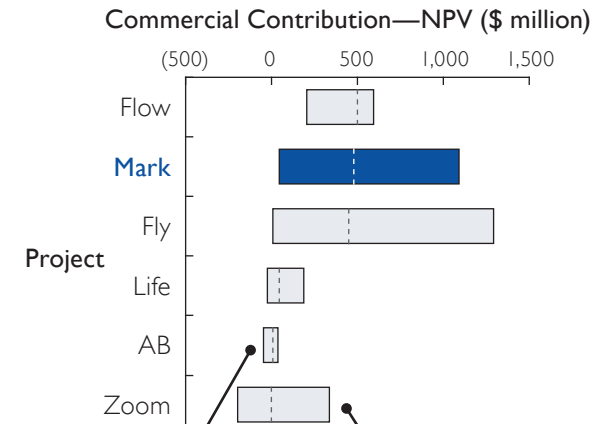 Commercial Contribution—NPV ($ million)
(500) 0 500 1,000 1,500
Flow
Mark
Fly
Project
Life
AB
Zoom